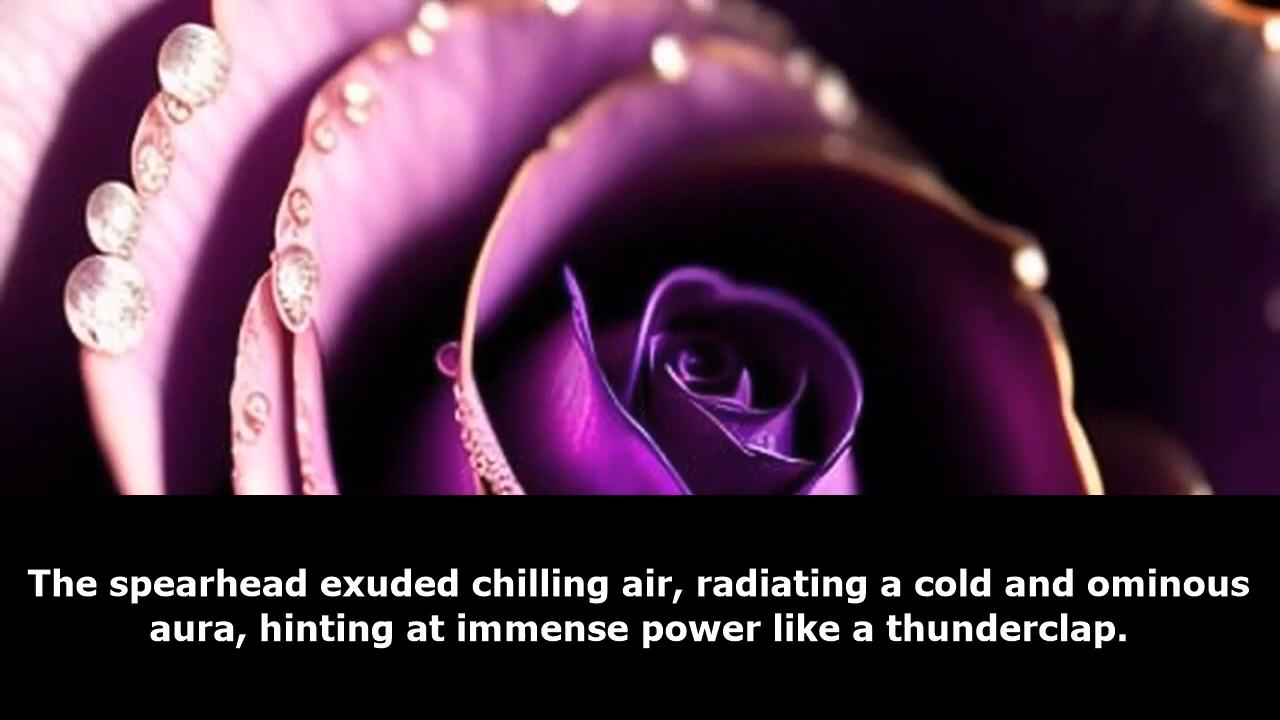 The spearhead exuded chilling air, radiating a cold and ominous
aura, hinting at immense power like a thunderclap.